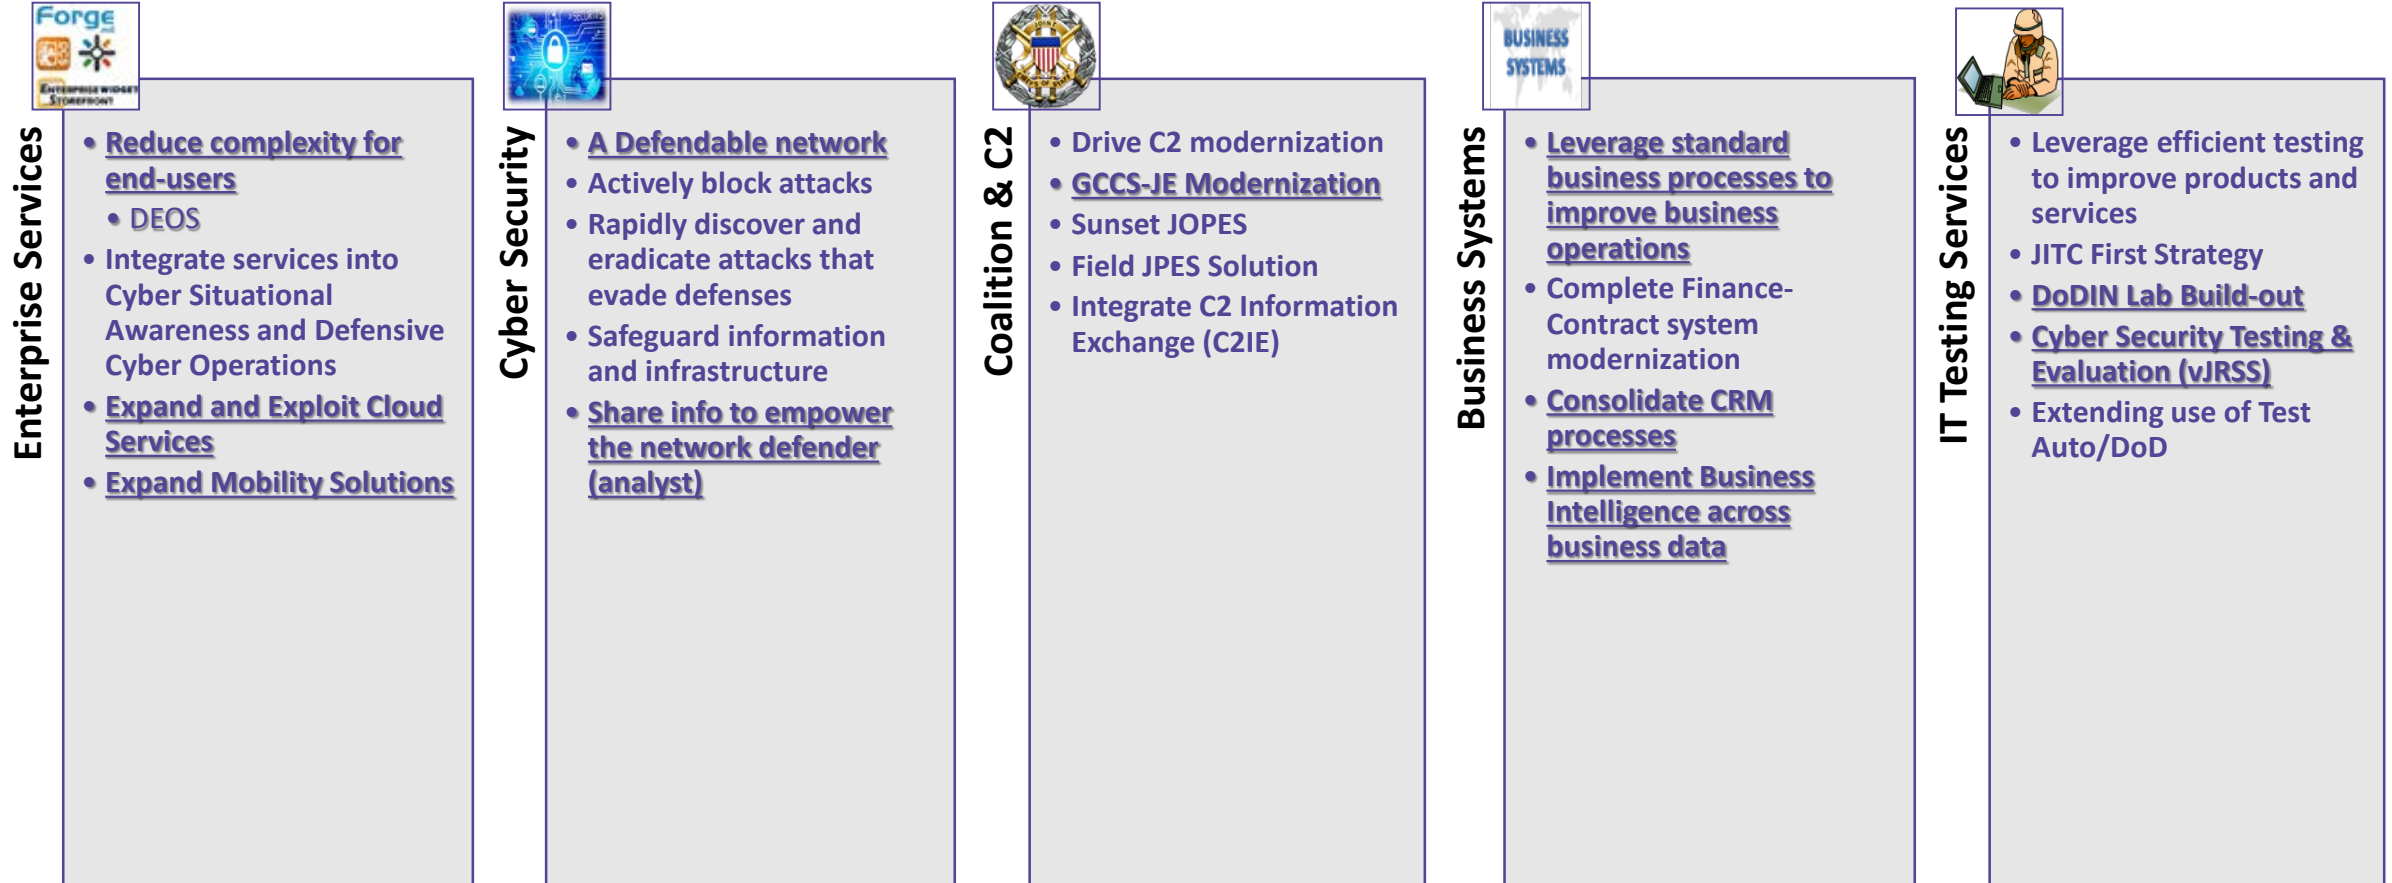 Forge
ENTERPRISE WIDGET
STOREFRONT
Enterprise Services
• Reduce complexity for
end-users
• DEOS
• Integrate services into
Cyber Situational
Awareness and Defensive
Cyber Operations
• Expand and Exploit Cloud
Services
• Expand Mobility Solutions
Cyber Security
• A Defendable network
• Actively block attacks
• Rapidly discover and
eradicate attacks that
evade defenses
• Safeguard information
and infrastructure
• Share info to empower
the network defender
(analyst)
JOINT
CHIEFS OF STAFF
Coalition & C2
• Drive C2 modernization
• GCCS-JE Modernization
• Sunset JOPES
• Field JPES Solution
• Integrate C2 Information
Exchange (C2IE)
BUSINESS
SYSTEMS
Business Systems
• Leverage standard
business processes to
improve business
operations
• Complete Finance-
Contract system
modernization
• Consolidate CRM
processes
• Implement Business
Intelligence across
business data
IT Testing Services
• Leverage efficient testing
to improve products and
services
• JITC First Strategy
• DoDIN Lab Build-out
• Cyber Security Testing &
Evaluation (vJRSS)
• Extending use of Test
Auto/DoD